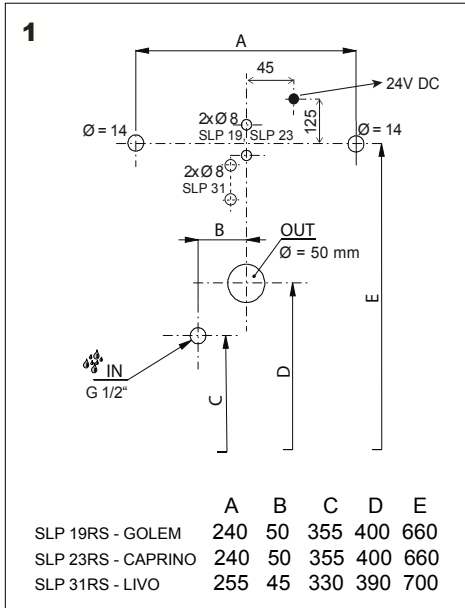 1
A
45
24V DC
125
2xØ 8
SLP 19, SLP 23
Ø = 14
Ø = 14
2xØ 8
SLP 31
B
OUT
Ø = 50 mm
E
IN
G 1/2“
C
D
A B C D E
SLP 19RS - GOLEM 240 50 355 400 660
SLP 23RS - CAPRINO 240 50 355 400 660
SLP 31RS - LIVO 255 45 330 390 700